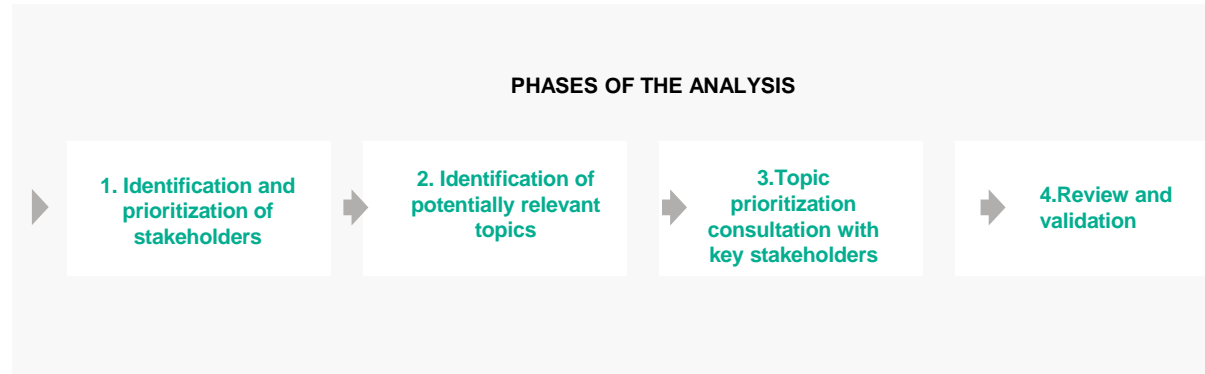 PHASES OF THE ANALYSIS
1. Identification and
prioritization of
stakeholders
2. Identification of
potentially relevant
topics
3.Topic
prioritization
consultation with
key stakeholders
4.Review and
validation